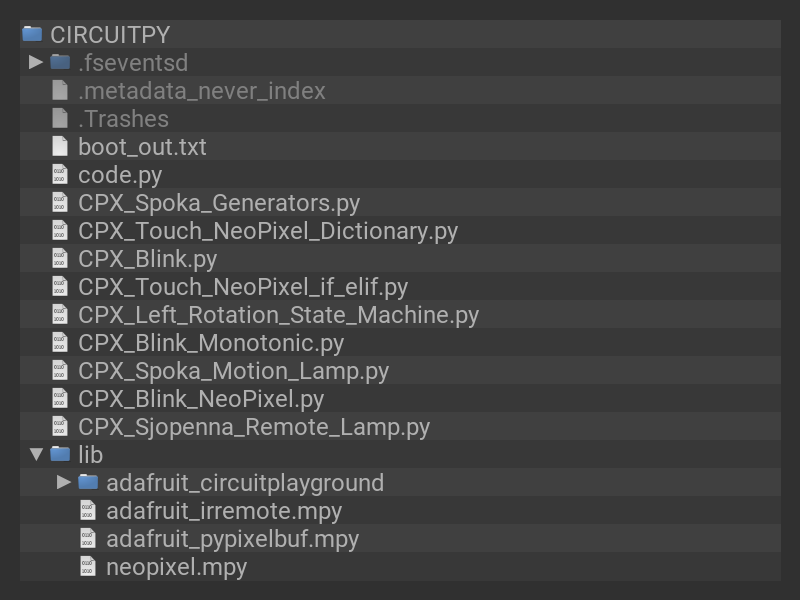 CIRCUITPY
.fseventsd
.metadata_never_index
.Trashes
boot_out.txt
code.py
CPX_Spoka_Generators.py
CPX_Touch_NeoPixel_Dictionary.py
CPX_Blink.py
CPX_Touch_NeoPixel_if_elif.py
CPX_Left_Rotation_State_Machine.py
CPX_Blink_Monotonic.py
CPX_Spoka_Motion_Lamp.py
CPX_Blink_NeoPixel.py
CPX_Sjopenna_Remote_Lamp.py
lib
adafruit_circuitplayground
adafruit_irremote.mpy
adafruit_pypixelbuf.mpy
neopixel.mpy